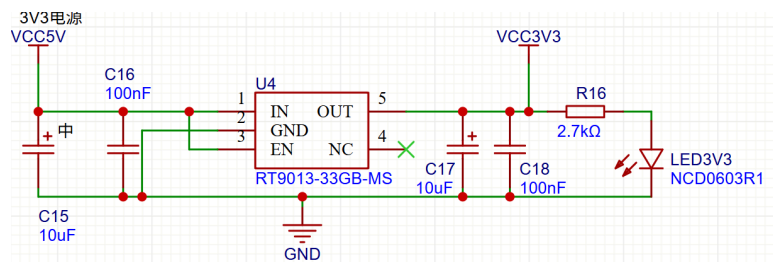 3V3电源
VCC5V
VCC3V3
C16
100nF
U4
R16
2.7kΩ
1
2
3
IN
GND
EN
OUT
NC
5
4
中
RT9013-33GB-MS
C15
10uF
C17
10uF
C18
100nF
LED3V3
NCD0603R1
GND